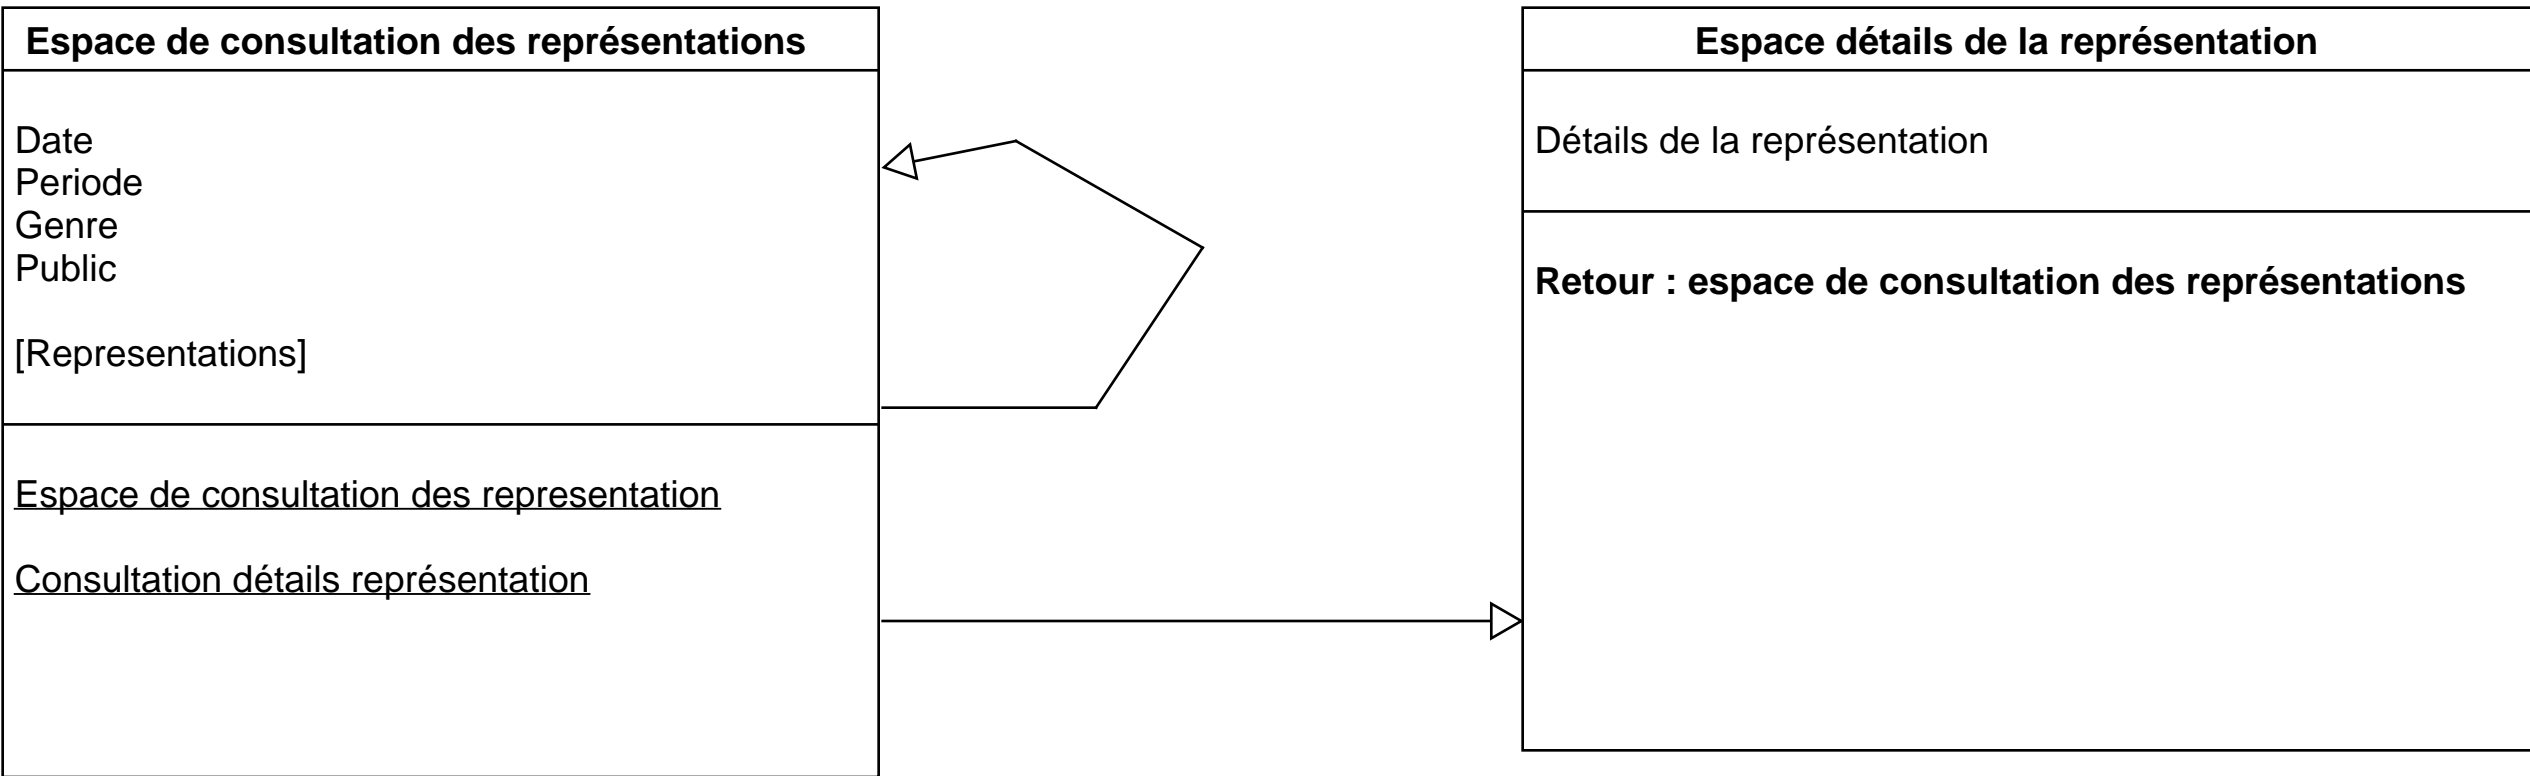 Espace de consultation des représentations
Date
Periode
Genre
Public
[Representations]
Espace de consultation des representation
Consultation détails représentation
Espace détails de la représentation
Détails de la représentation
Retour : espace de consultation des représentations